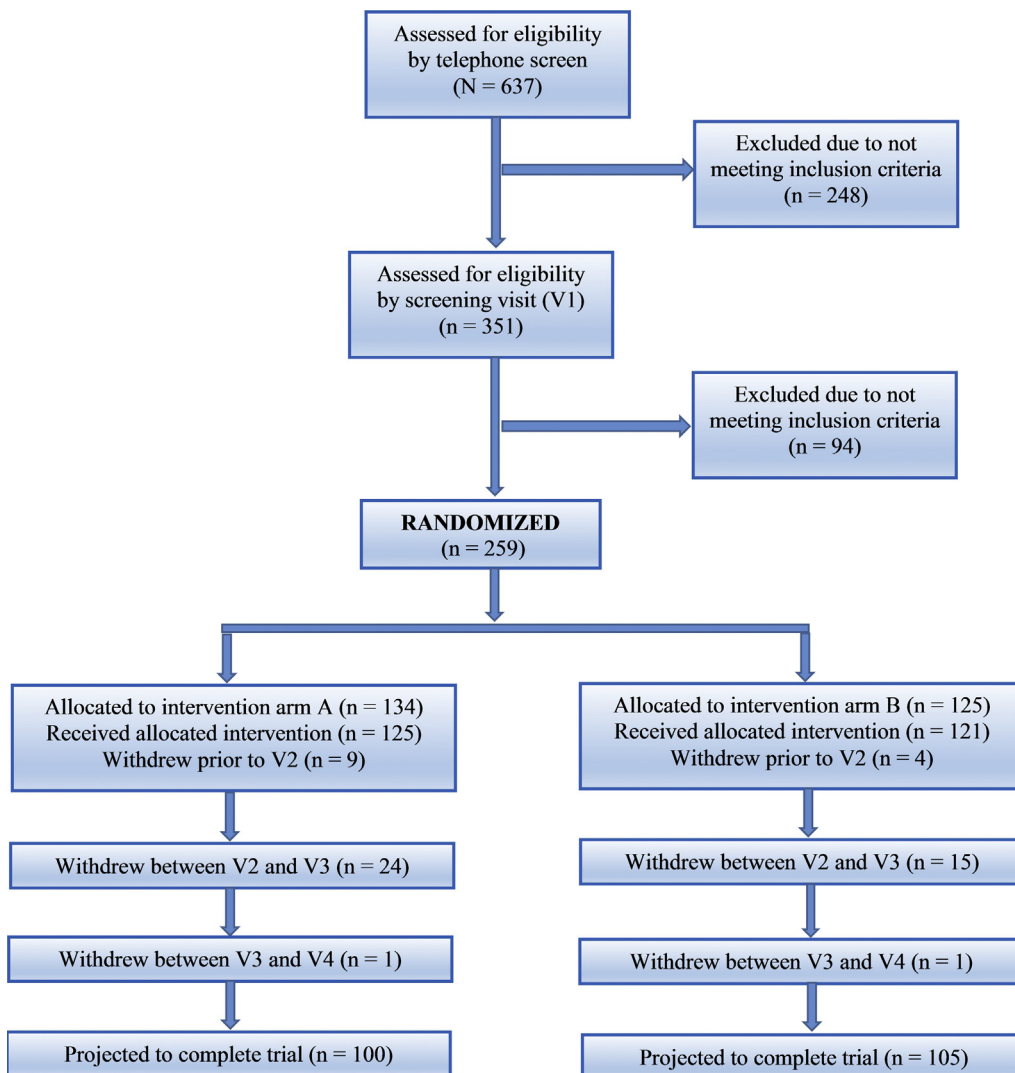 Assessed for eligibility
by telephone screen
(N = 637)
Excluded due to not
meeting inclusion criteria
(n = 248)
Assessed for eligibility
by screening visit (V1)
(n = 351)
Excluded due to not
meeting inclusion criteria
(n = 94)
RANDOMIZED
(n = 259)
Allocated to intervention arm A (n = 134)
Received allocated intervention (n = 125)
Withdrew prior to V2 (n = 9)
Allocated to intervention arm B (n = 125)
Received allocated intervention (n = 121)
Withdrew prior to V2 (n = 4)
Withdrew between V2 and V3 (n = 24)
Withdrew between V2 and V3 (n = 15)
Withdrew between V3 and V4 (n = 1)
Withdrew between V3 and V4 (n = 1)
Projected to complete trial (n = 100)
Projected to complete trial (n = 105)